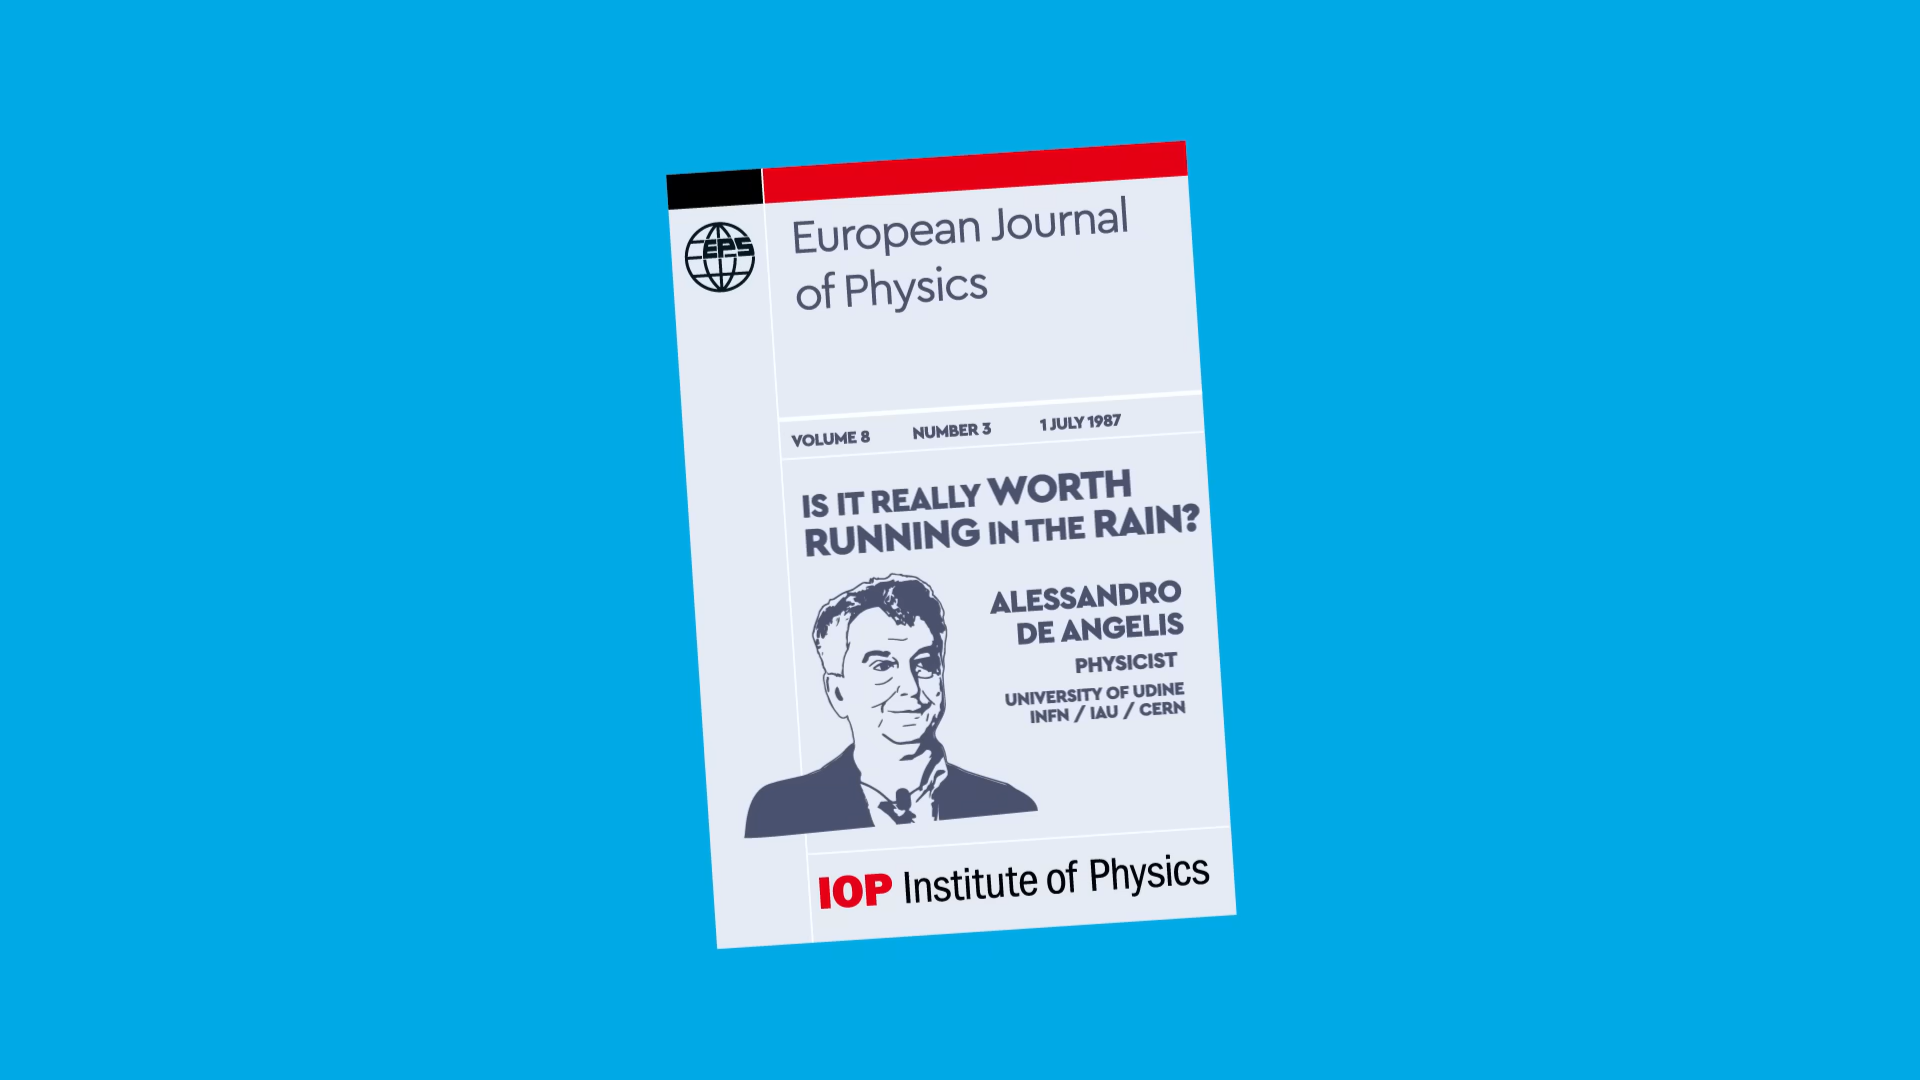 EPS
European Journal
of Physics
VOLUME 8 NUMBER 3 1 JULY 1987
IS IT REALLY WORTH
RUNNING IN THE RAIN?
ALESSANDRO
DE ANGELIS
PHYSICIST
UNIVERSITY OF UDINE
INFN / IAU / CERN
IOP Institute of Physics